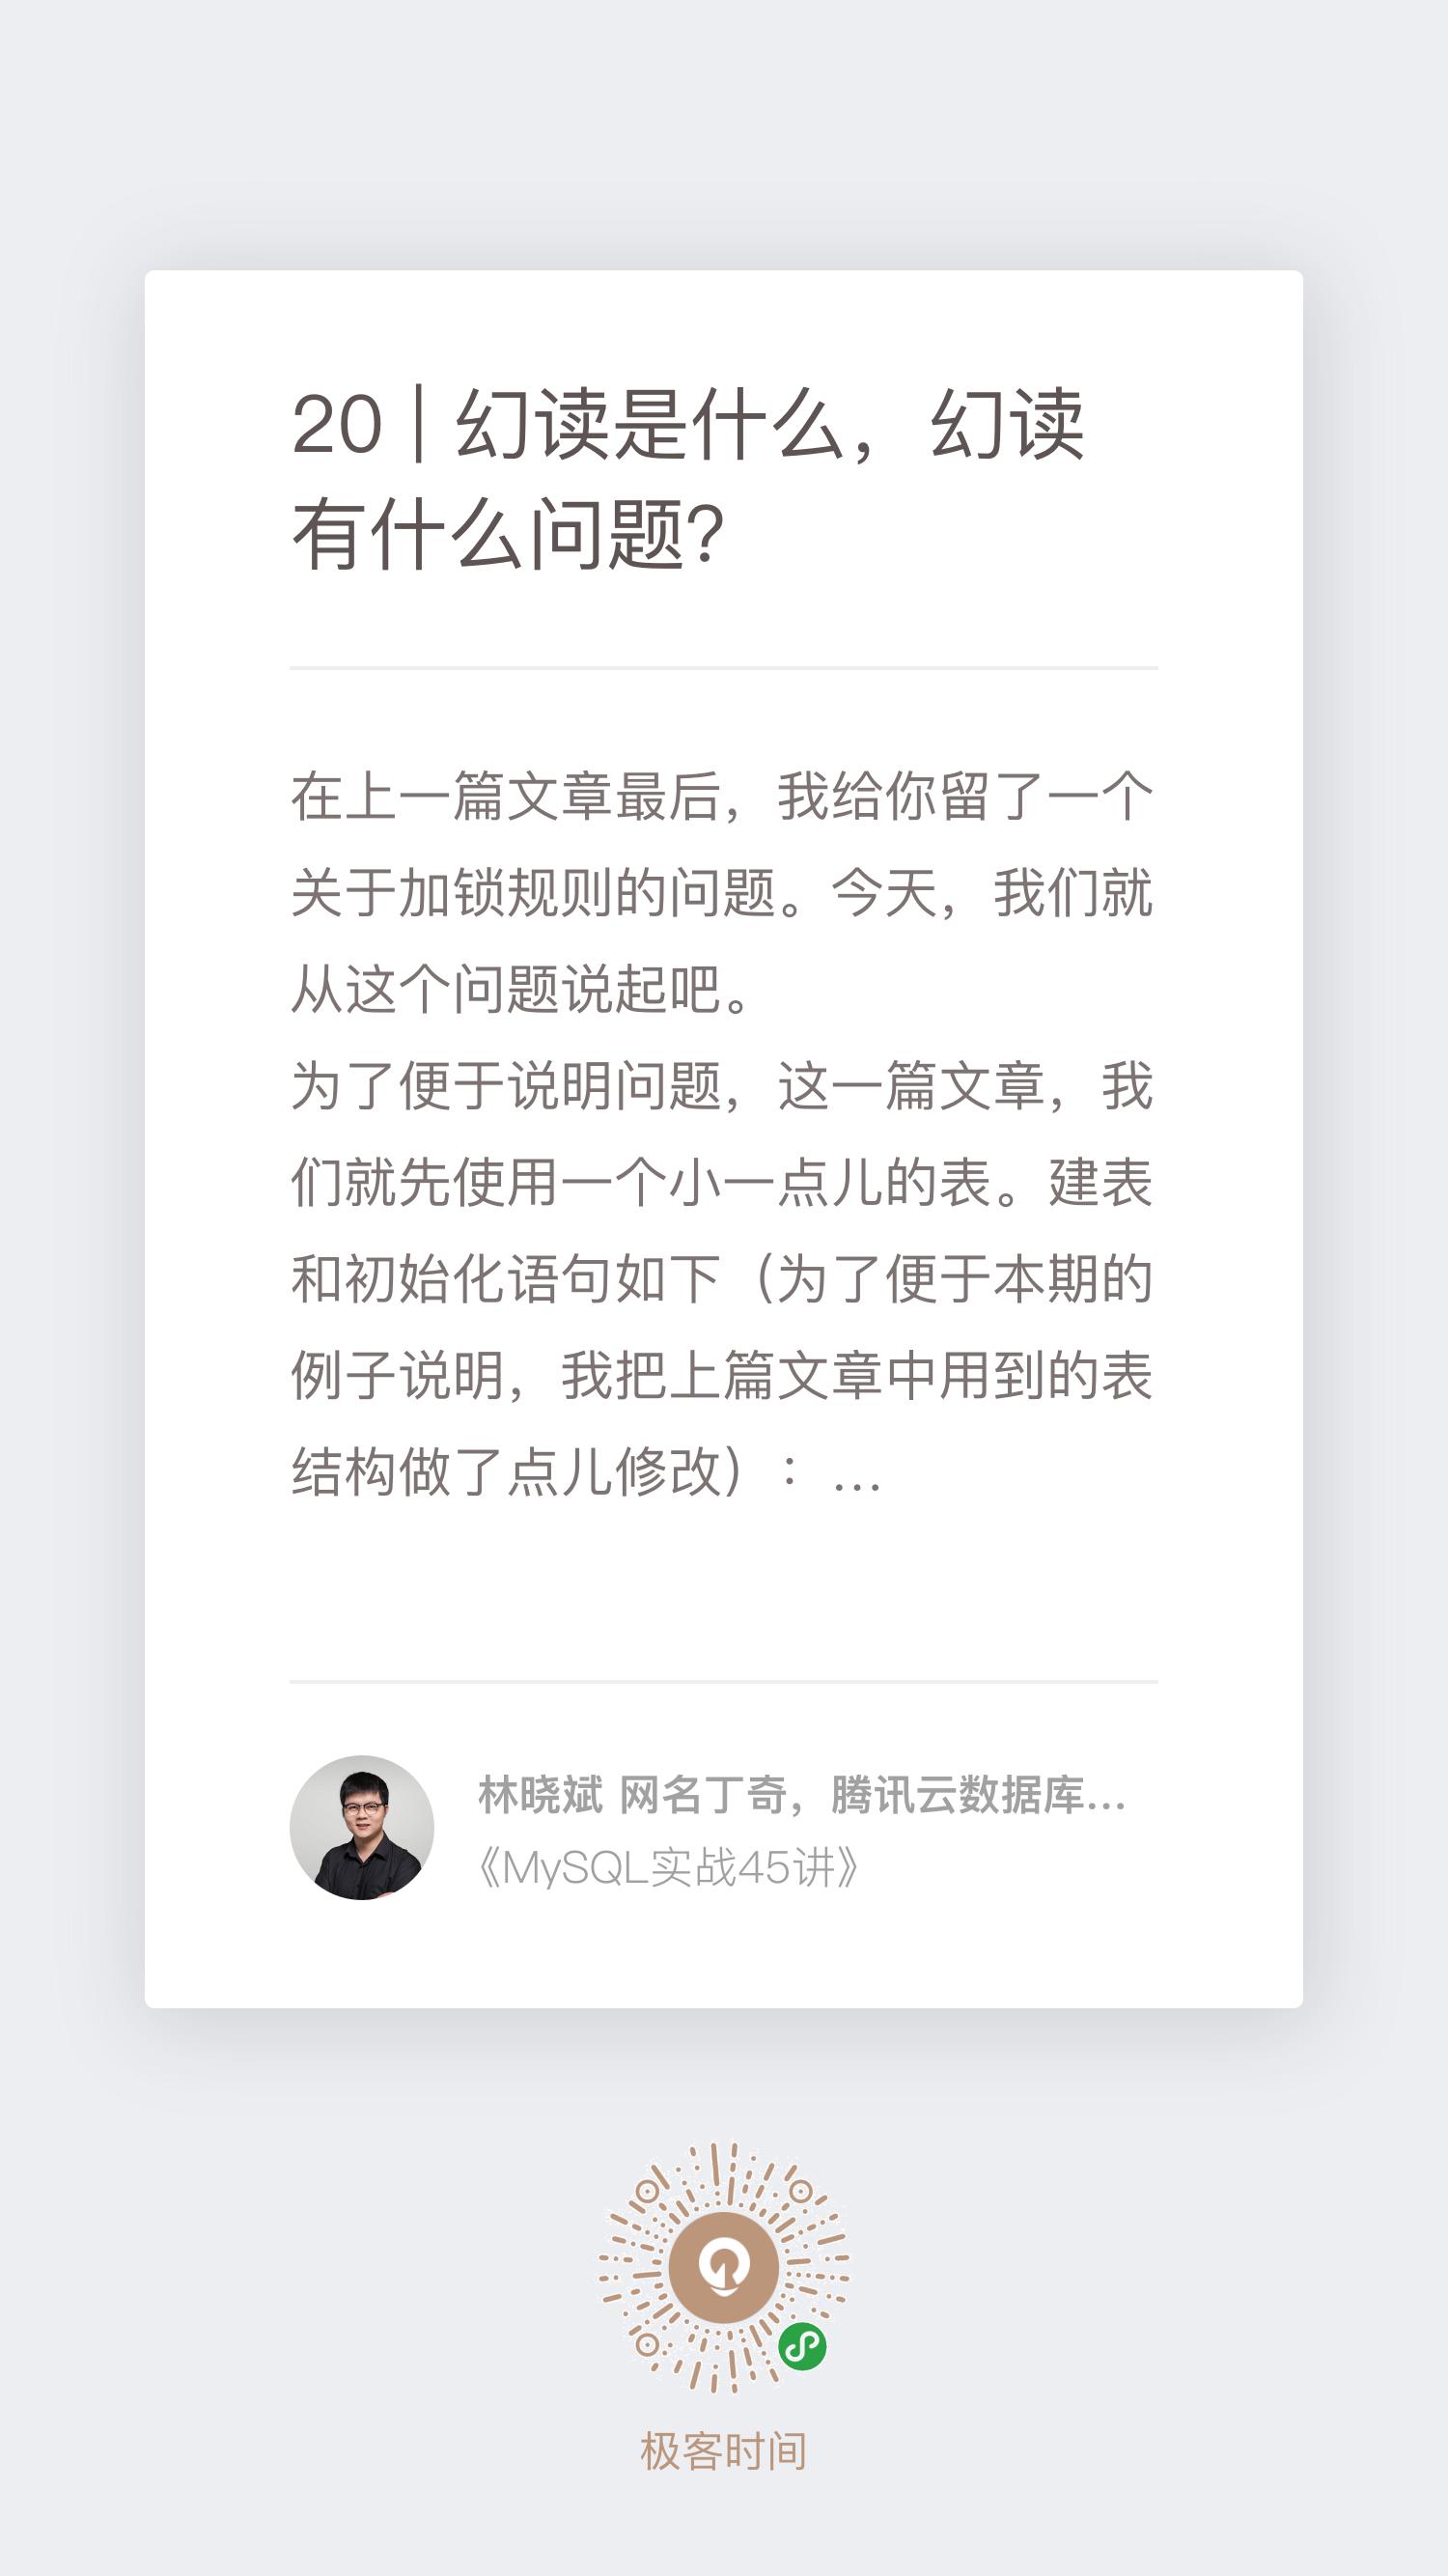 20 | 幻读是什么，幻读
有什么问题？
在上一篇文章最后，我给你留了一个
关于加锁规则的问题。今天，我们就
从这个问题说起吧。
为了便于说明问题，这一篇文章，我
们就先使用一个小一点儿的表。建表
和初始化语句如下（为了便于本期的
例子说明，我把上篇文章中用到的表
结构做了点儿修改）：...
林晓斌 网名丁奇，腾讯云数据库...
《MySQL实战45讲》
极客时间